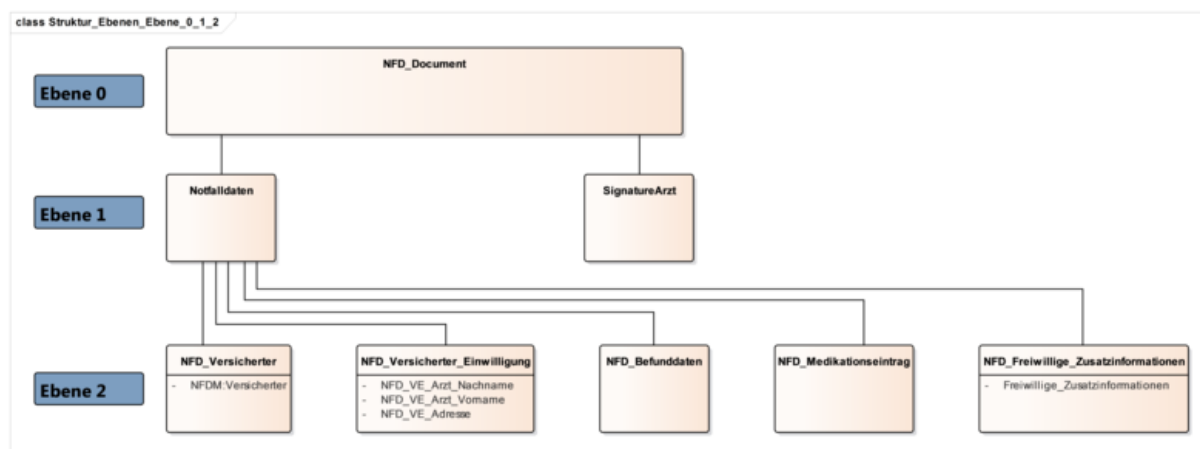 class Struktur_Ebenen_Ebene_0_1_2
NFD_Document
Ebene 0
Notfalldaten
SignatureArzt
Ebene 1
NFD_Versicherter
- NFDM:Versicherter
NFD_Versicherter_Einwilligung
- NFD_VE_Arzt_Nachname
- NFD_VE_Arzt_Vorname
- NFD_VE_Adresse
NFD_Befunddaten
NFD_Medikationseintrag
NFD_Freiwillige_Zusatzinformationen
- Freiwillige_Zusatzinformationen
Ebene 2